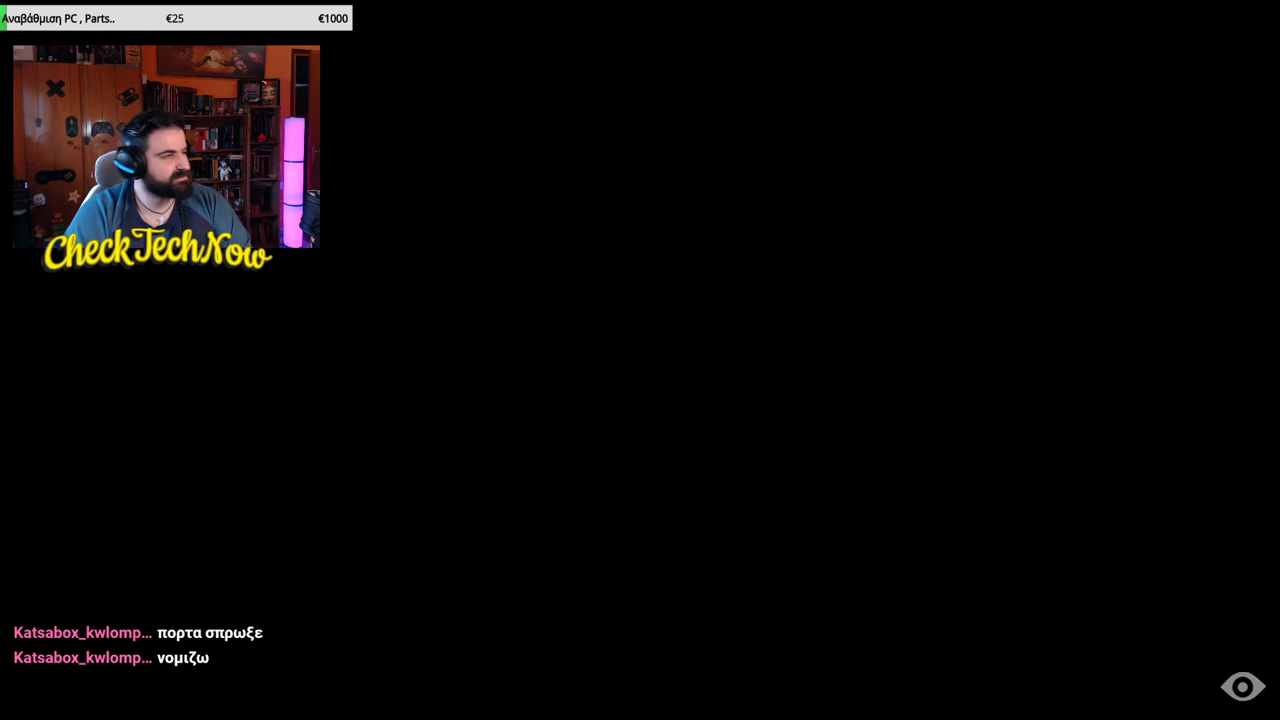 Αναβάθμιση PC , Parts.. €25 €1000
CheckTechNow
Katsabox_kwlomp... πορτα σπρωξε
Katsabox_kwlomp... νομιζω